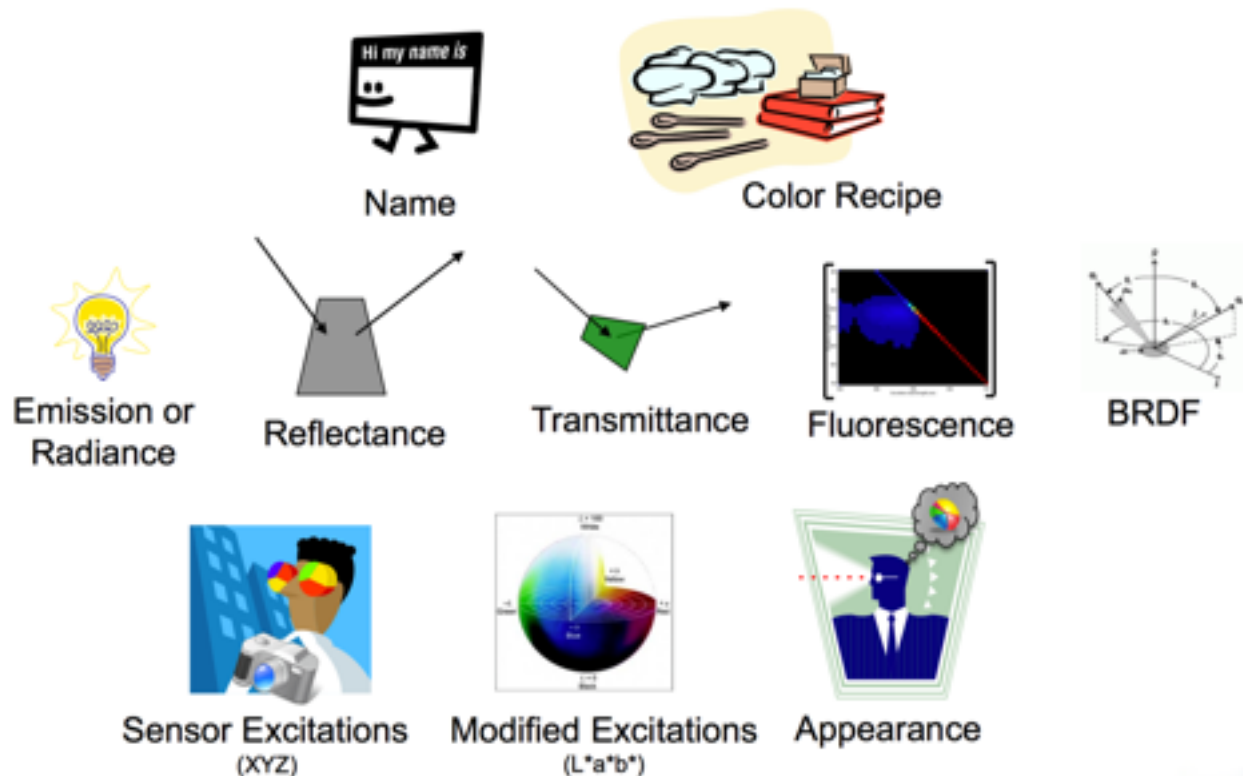 Hi my name is
Name
Color Recipe
Emission or
Radiance
Reflectance
Transmittance
Fluorescence
BRDF
Sensor Excitations
(XYZ)
Modified Excitations
(L*a*b*)
Appearance